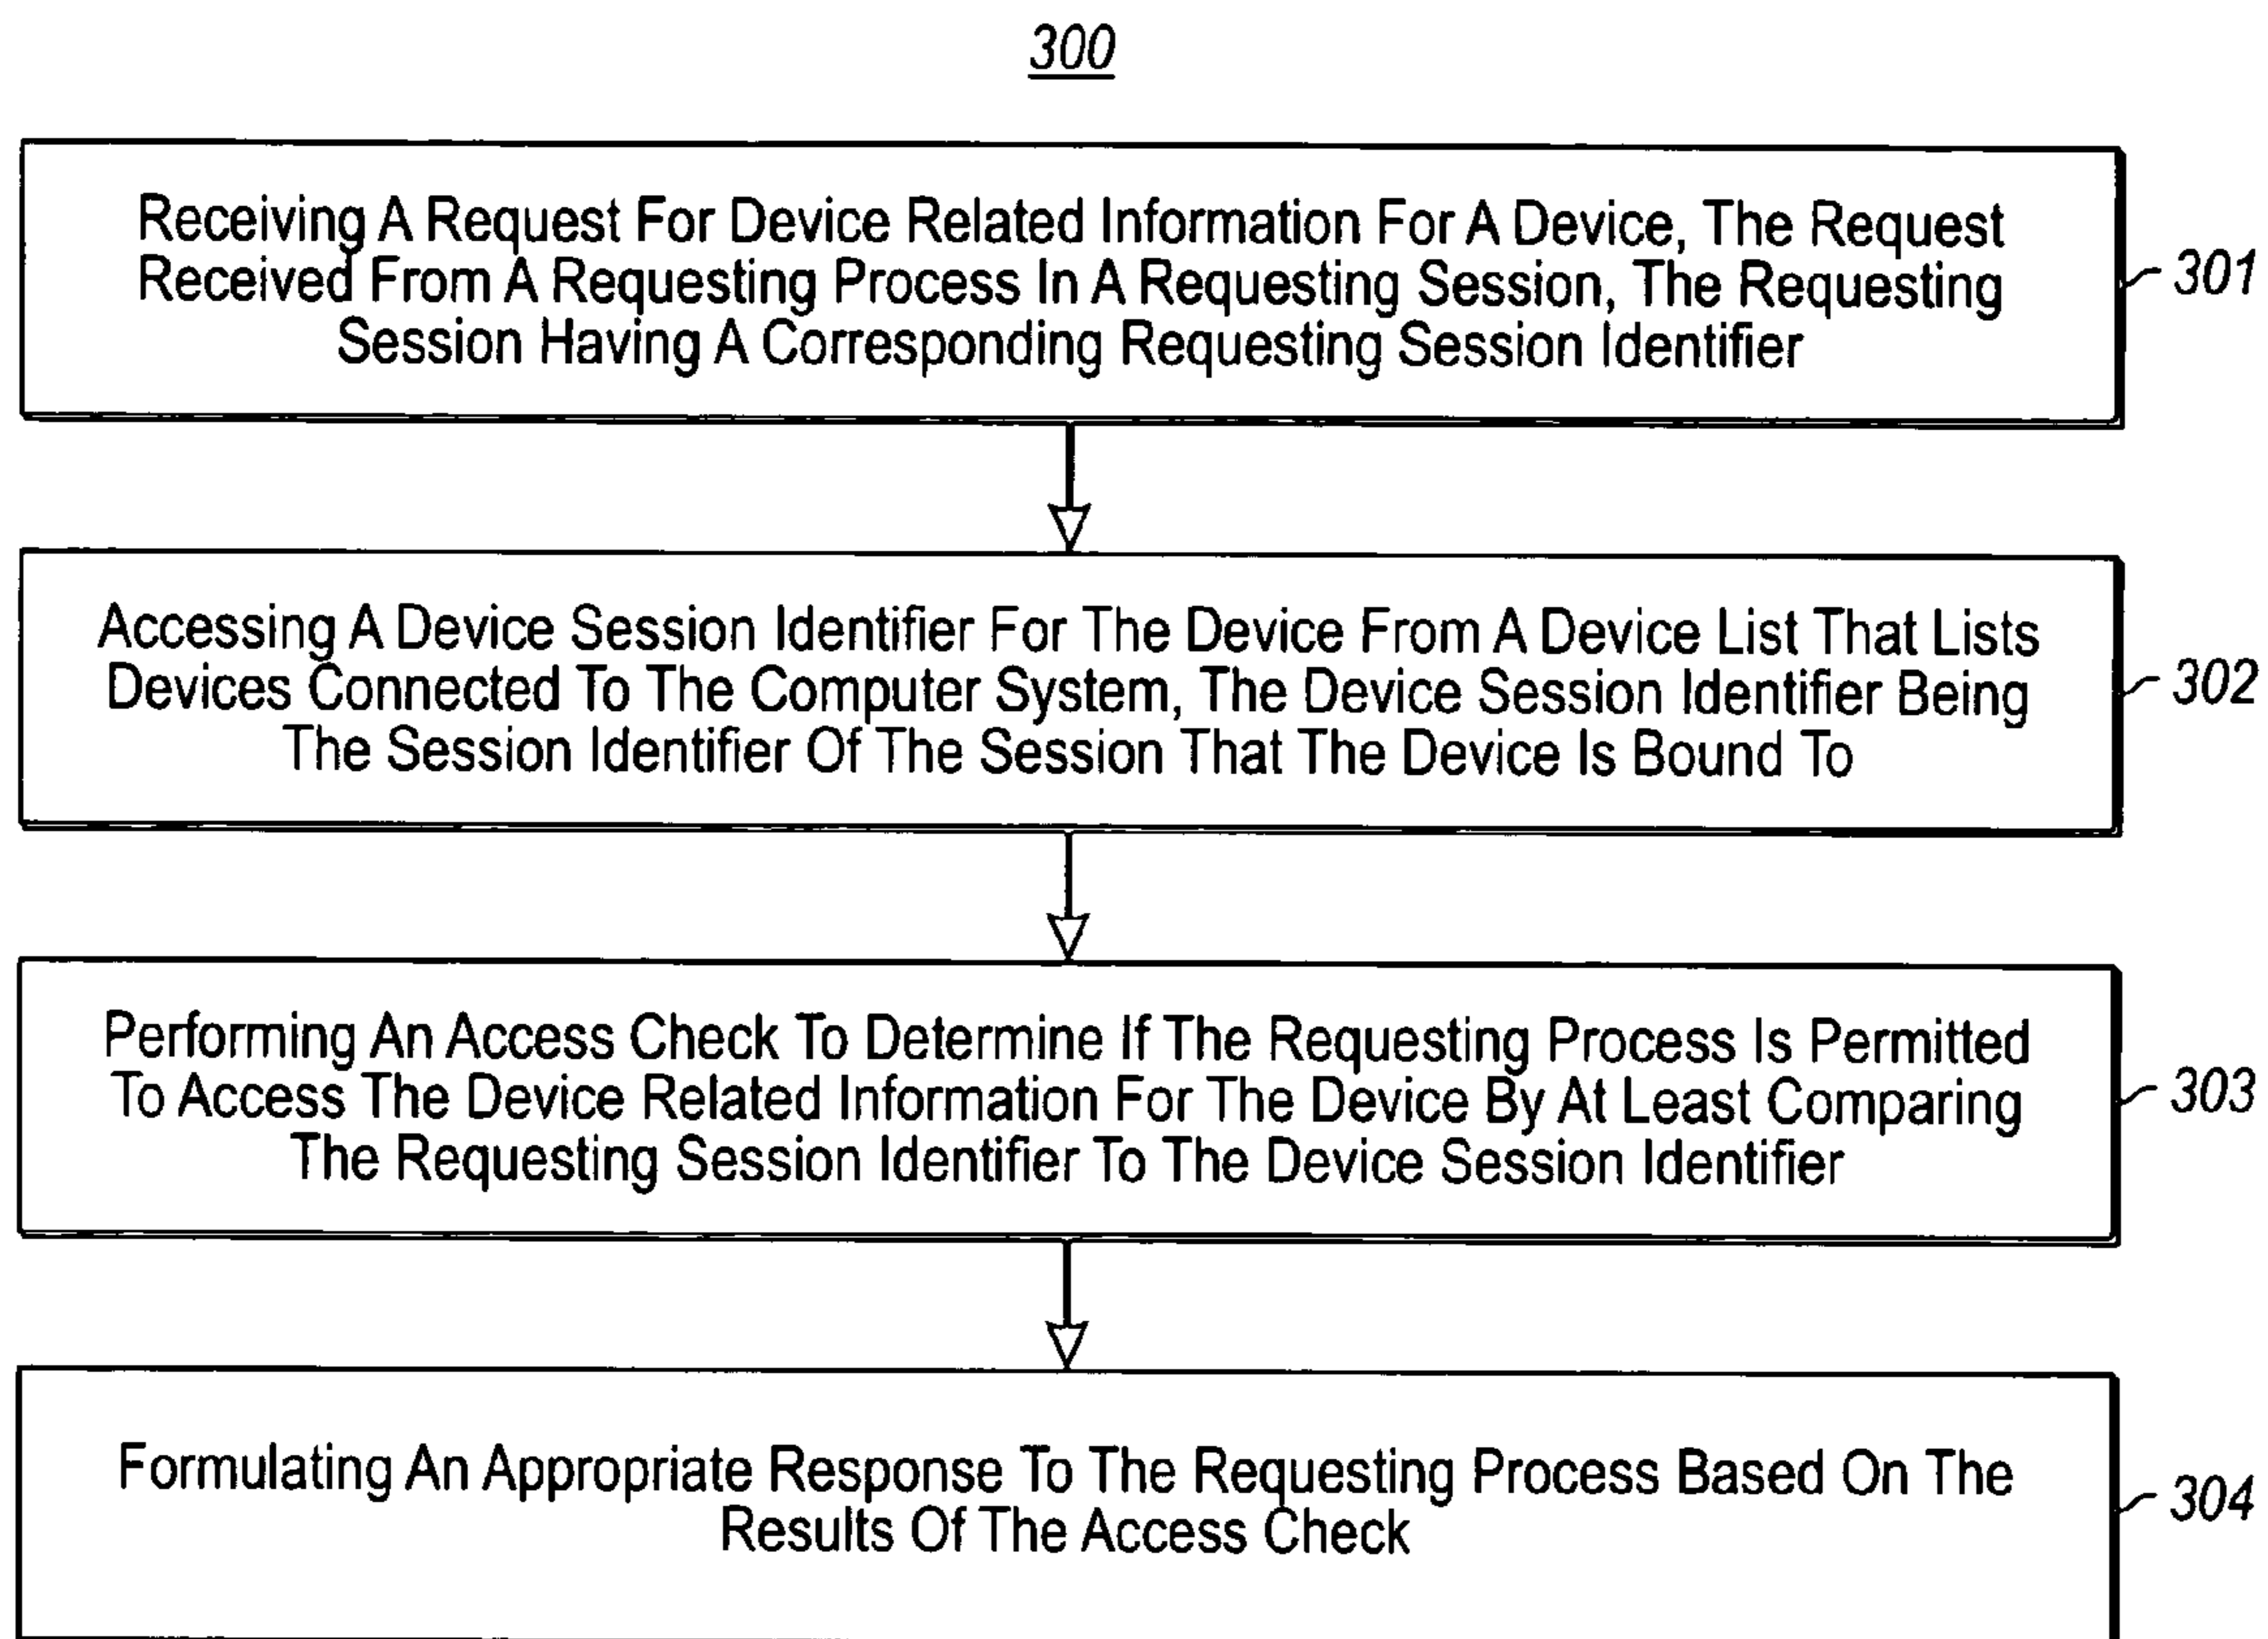 300
Receiving A Request For Device Related Information For A Device, The Request
Received From A Requesting Process In A Requesting Session, The Requesting
Session Having A Corresponding Requesting Session Identifier
301
Accessing A Device Session Identifier For The Device From A Device List That Lists
Devices Connected To The Computer System, The Device Session Identifier Being
The Session Identifier Of The Session That The Device Is Bound To
302
Performing An Access Check To Determine If The Requesting Process Is Permitted
To Access The Device Related Information For The Device By At Least Comparing
The Requesting Session Identifier To The Device Session Identifier
303
Formulating An Appropriate Response To The Requesting Process Based On The
Results Of The Access Check
304